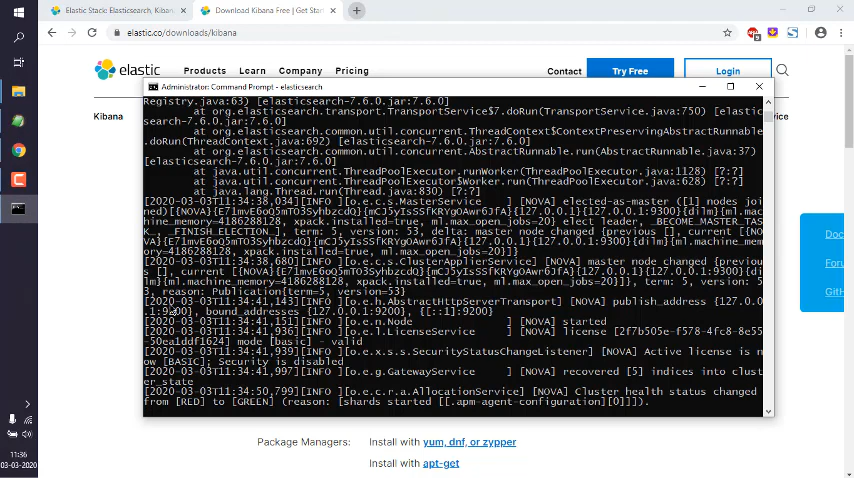 Elastic Stack: Elasticsearch, Kiban
Download Kibana Free | Get Star
elastic.co/downloads/kibana
elastic
Products
Learn
Company
Pricing
Contact
Try Free
Login
Kibana
Administrator: Command Prompt - elasticsearch
Registry.java:63) [elasticsearch-7.6.0.jar:7.6.0]
at org.elasticsearch.transport.TransportService$7.doRun(TransportService.java:750) [elastic
search-7.6.0.jar:7.6.0]
at org.elasticsearch.common.util.concurrent.ThreadContext$ContextPreservingAbstractRunnable
.doRun(ThreadContext.java:692) [elasticsearch-7.6.0.jar:7.6.0]
at org.elasticsearch.common.util.concurrent.AbstractRunnable.run(AbstractRunnable.java:37)
[elasticsearch-7.6.0.jar:7.6.0]
at java.util.concurrent.ThreadPoolExecutor.runWorker(ThreadPoolExecutor.java:1128) [?:?]
at java.util.concurrent.ThreadPoolExecutor$Worker.run(ThreadPoolExecutor.java:628) [?:?]
at java.lang.Thread.run(Thread.java:830) [?:?]
[2020-03-03T11:34:38,034][INFO ][o.e.c.s.MasterService ] [NOVA] elected-as-master ([1] nodes joi
ned)[{NOVA}{E71mvE6oQ5mTO3SyhbzcdQ}{mCJ5yIsSSfKRYgOAwr6fJA}{127.0.0.1}{127.0.0.1:9300}{dilm}{ml.machine
_memory=4186288128, xpack.installed=true, ml.max_open_jobs=20} elect leader, _BECOME_MASTER_TAS
K_, _FINISH_ELECTION_], term: 5, version: 53, delta: master node changed {previous [], current [{NO
VA}{E71mvE6oQ5mTO3SyhbzcdQ}{mCJ5yIsSSfKRYgOAwr6fJA}{127.0.0.1}{127.0.0.1:9300}{dilm}{ml.machine_mem
ory=4186288128, xpack.installed=true, ml.max_open_jobs=20}]}
[2020-03-03T11:34:38,680][INFO ][o.e.c.s.ClusterApplierService] [NOVA] master node changed {previou
s [], current [{NOVA}{E71mvE6oQ5mTO3SyhbzcdQ}{mCJ5yIsSSfKRYgOAwr6fJA}{127.0.0.1}{127.0.0.1:9300}{di
lm}{ml.machine_memory=4186288128, xpack.installed=true, ml.max_open_jobs=20}]}, term: 5, version: 5
3, reason: Publication{term=5, version=53}
[2020-03-03T11:34:41,143][INFO ][o.e.h.AbstractHttpServerTransport] [NOVA] publish_address {127.0.0
.1:9200}, bound_addresses {127.0.0.1:9200}, {[::1]:9200}
[2020-03-03T11:34:41,151][INFO ][o.e.n.Node ] [NOVA] started
[2020-03-03T11:34:41,936][INFO ][o.e.l.LicenseService ] [NOVA] license [2f7b505e-f578-4fc8-8e55
-50ea1ddf1624] mode [basic] - valid
[2020-03-03T11:34:41,939][INFO ][o.e.x.s.s.SecurityStatusChangeListener] [NOVA] Active license is n
ow [BASIC]; Security is disabled
[2020-03-03T11:34:41,997][INFO ][o.e.g.GatewayService ] [NOVA] recovered [5] indices into clust
er_state
[2020-03-03T11:34:50,799][INFO ][o.e.c.r.a.AllocationService] [NOVA] Cluster health status changed
from [RED] to [GREEN] (reason: [shards started [[.apm-agent-configuration][0]]]).
Doc
Foru
GitH
Package Managers:
Install with yum, dnf, or zypper
Install with apt-get
11:36
03-03-2020